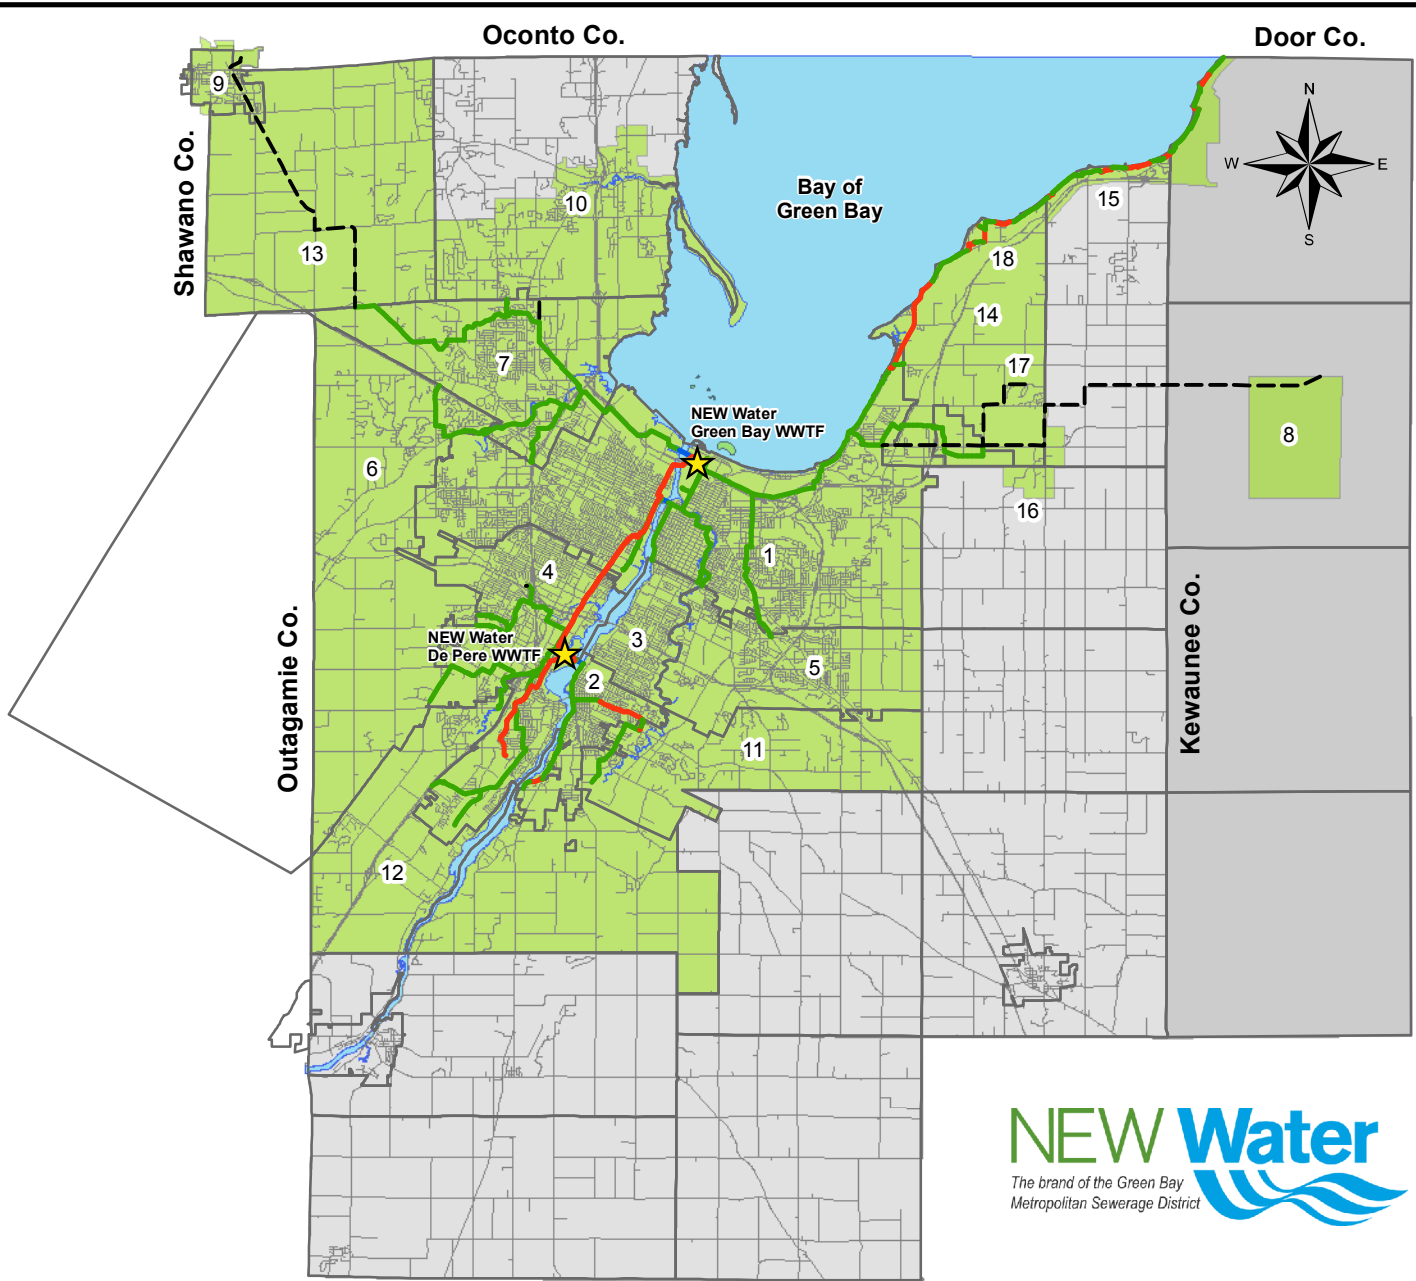 Oconto Co.
Door Co.
N
W
E
S
9
Shawano Co.
10
Bay of
Green Bay
15
13
18
14
7
17
NEW Water
Green Bay WWTF
8
6
16
1
4
Outagamie Co.
NEW Water
De Pere WWTF
3
2
5
Kewaunee Co.
11
12
NEW Water
The brand of the Green Bay
Metropolitan Sewerage District